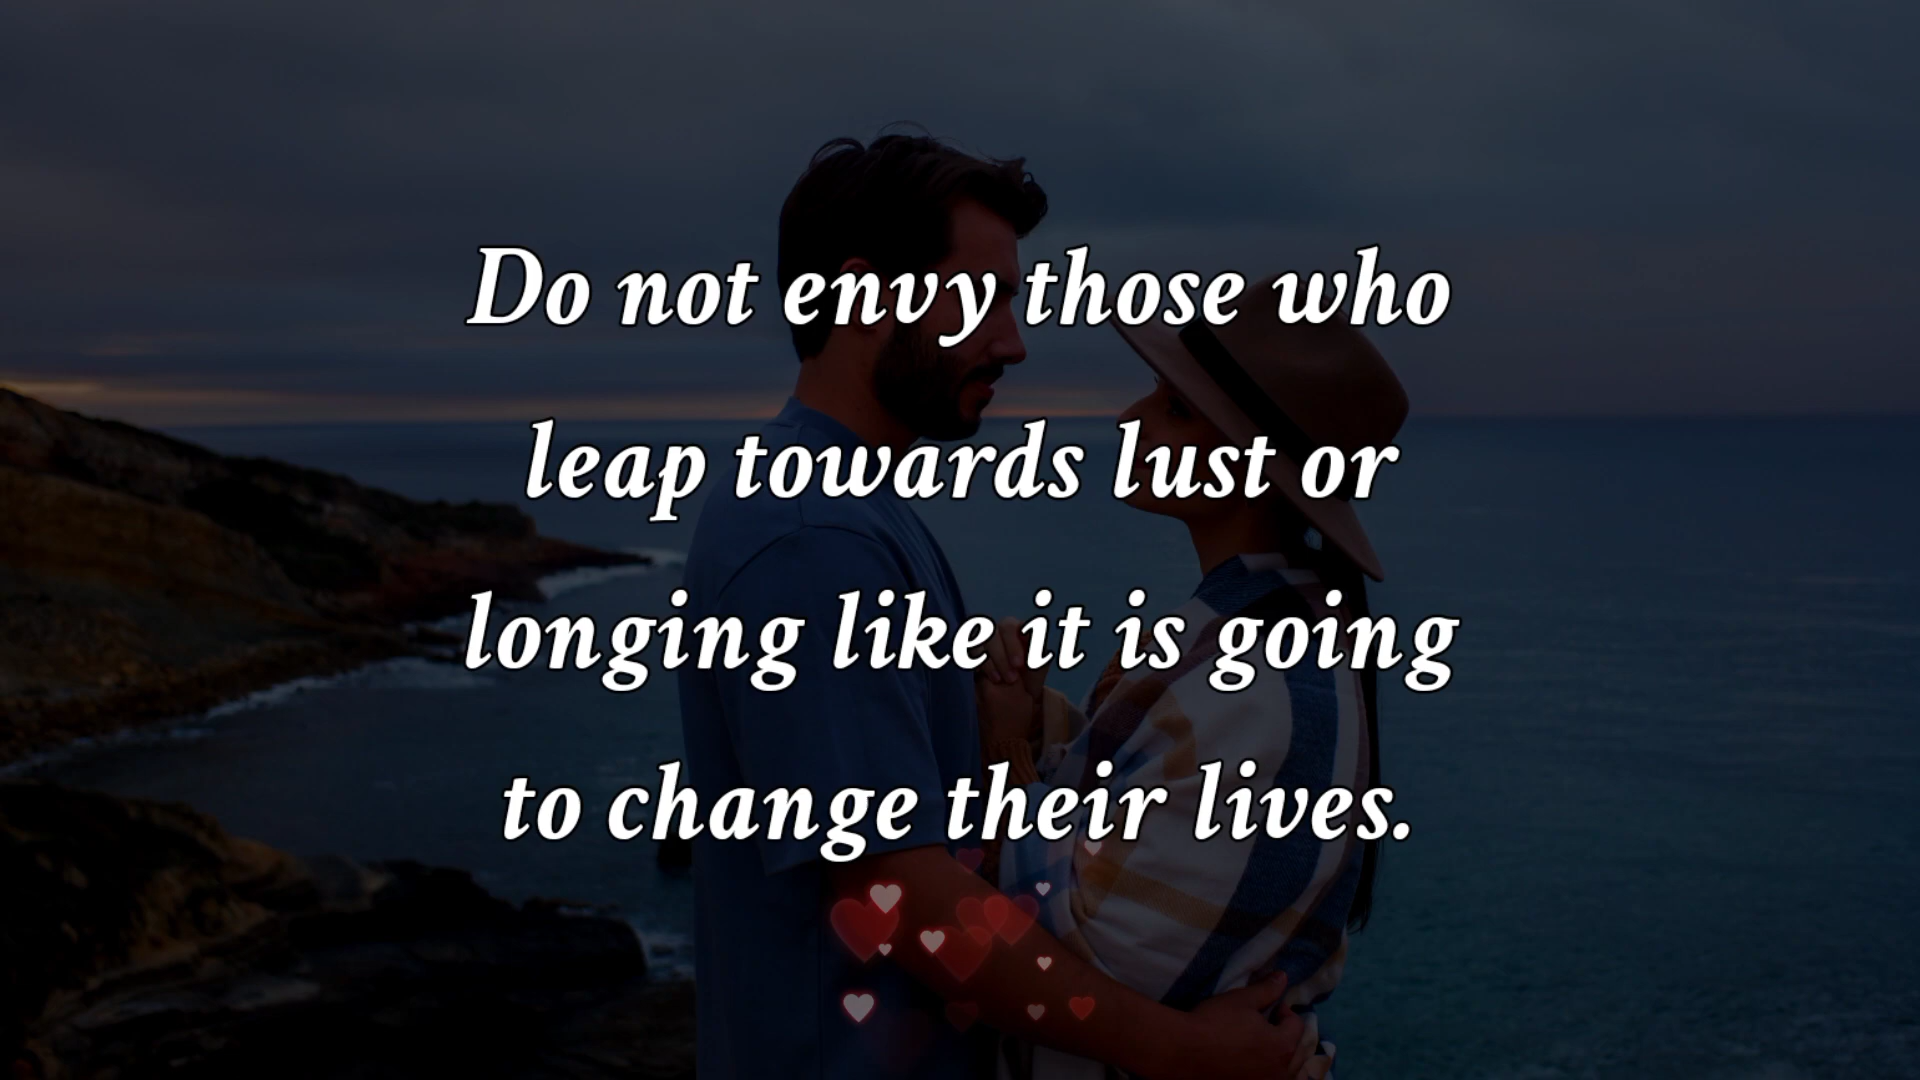 Do not envy those who
leap towards lust or
longing like it is going
to change their lives.